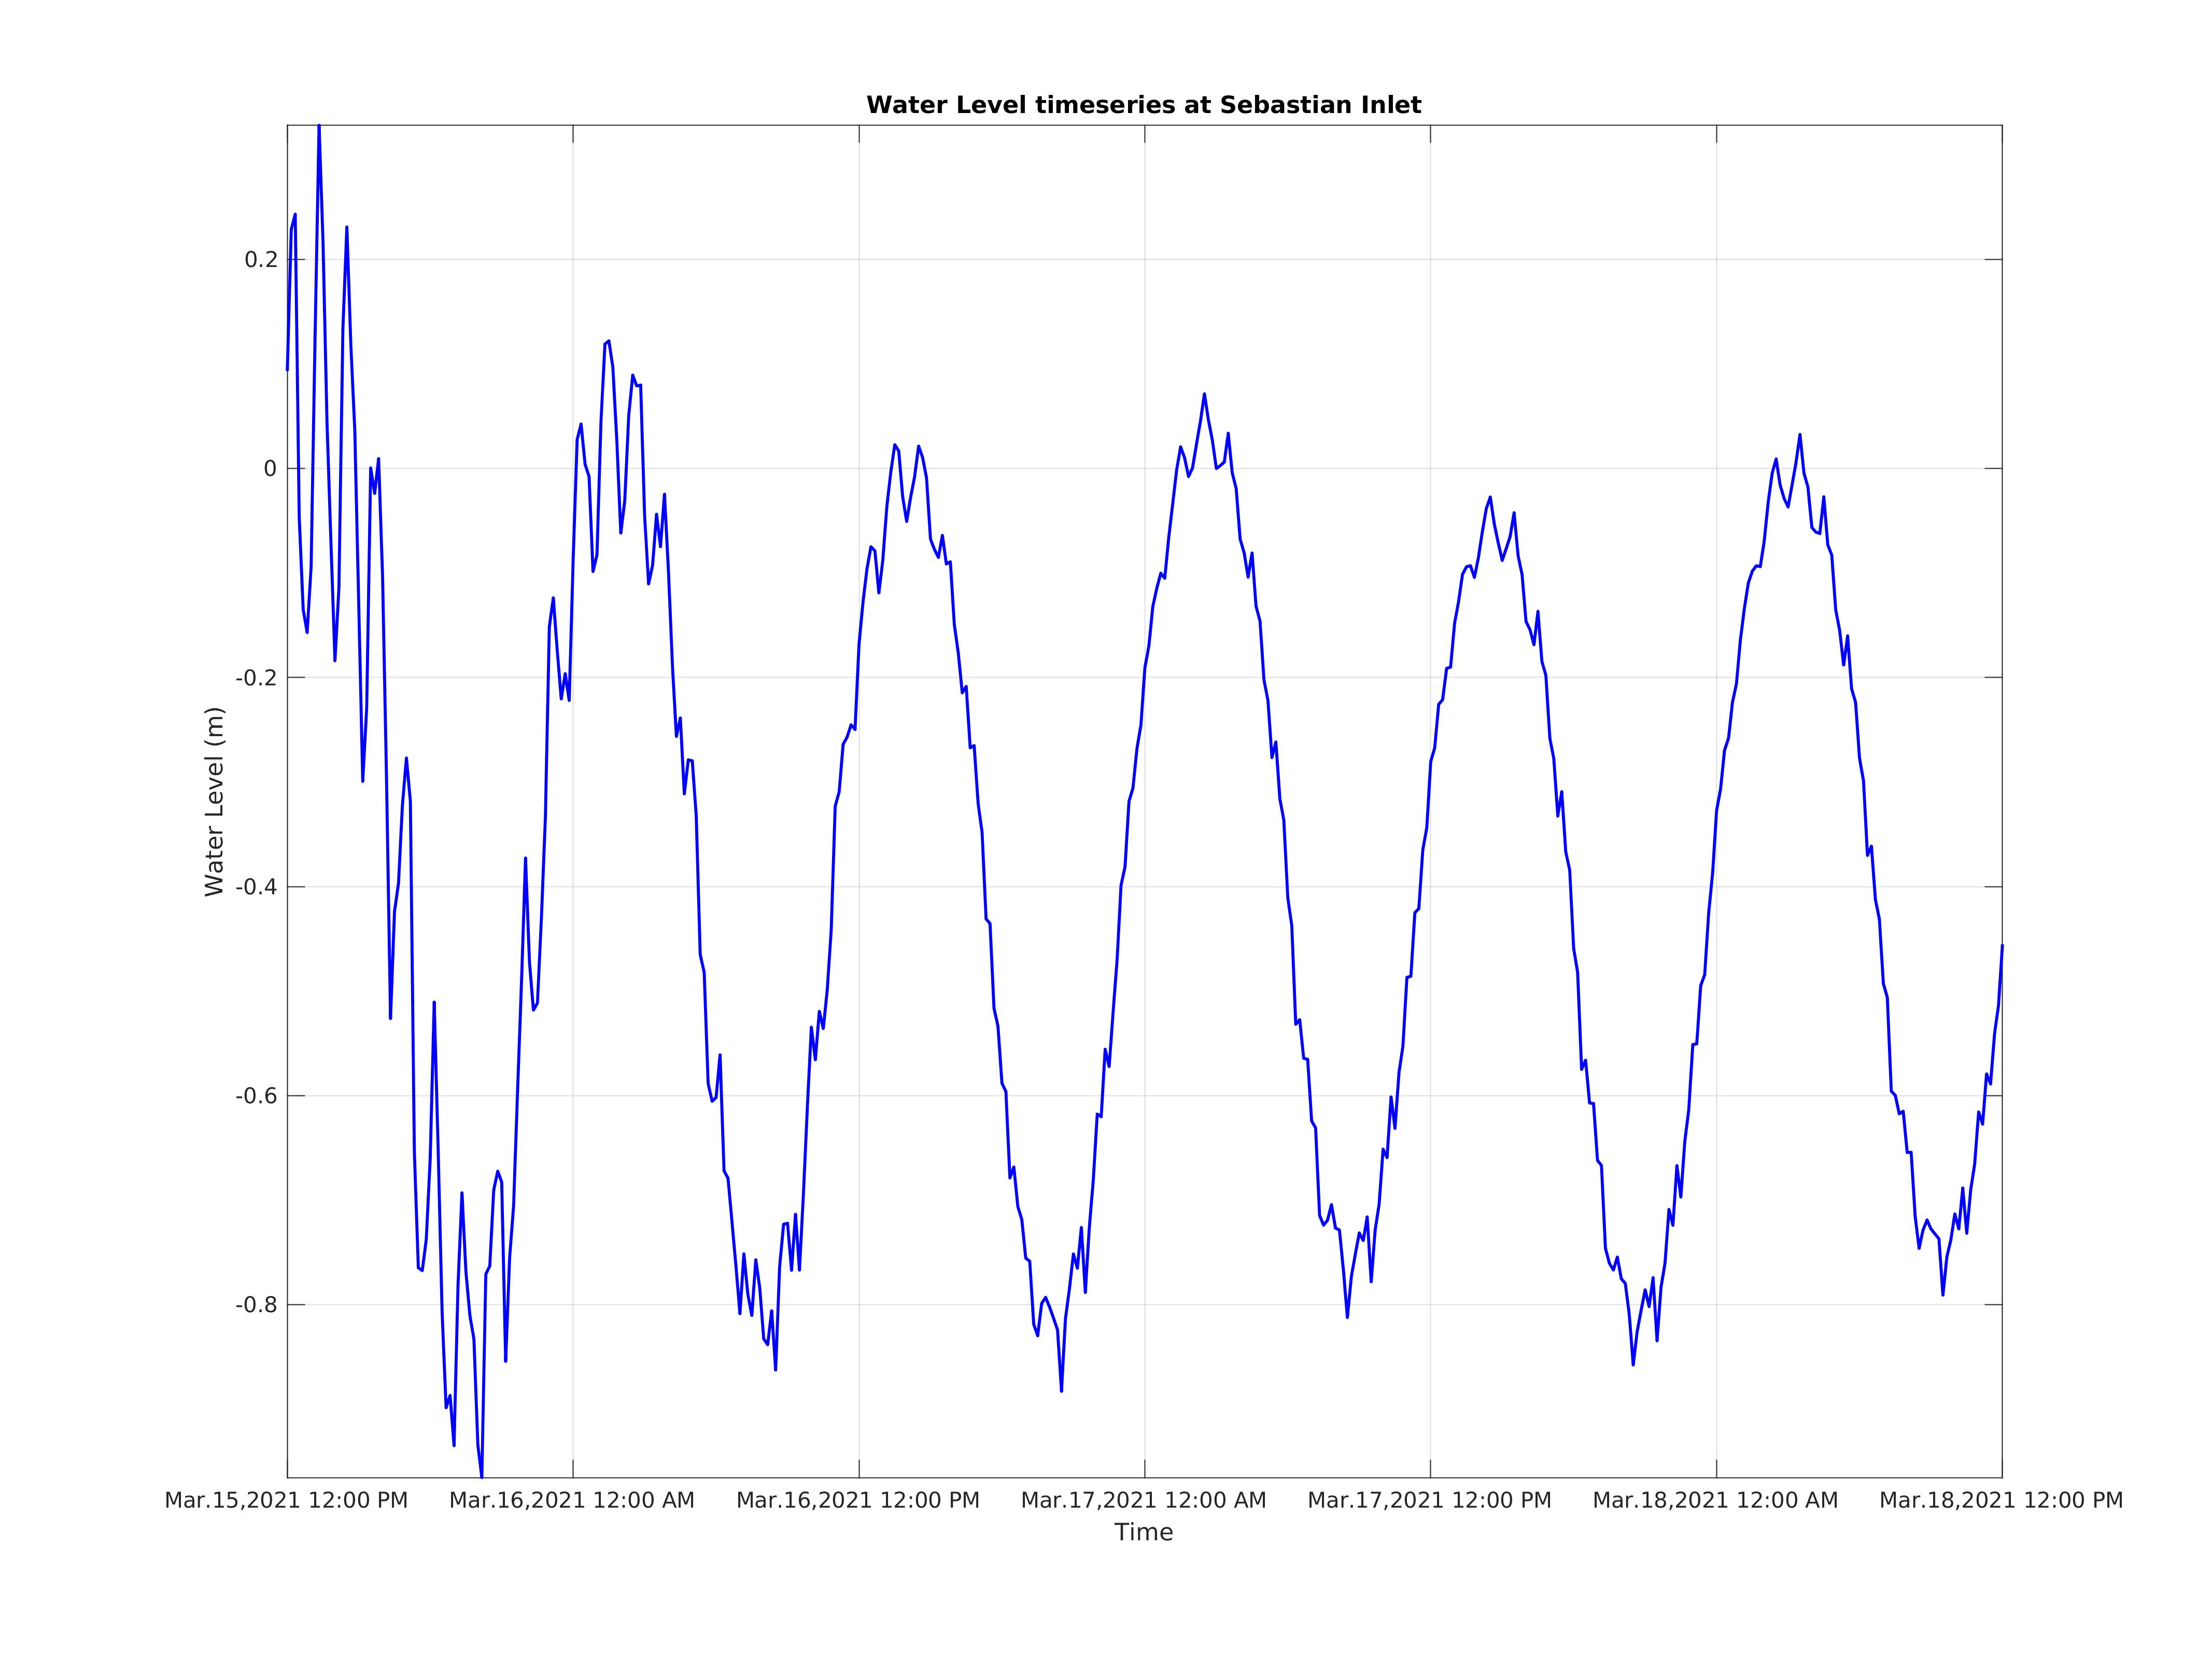 Water Level timeseries at Sebastian Inlet
0.2
0
-0.2
-0.4
-0.6
-0.8
Water Level (m)
Mar.15,2021 12:00 PM
Mar.16,2021 12:00 AM
Mar.16,2021 12:00 PM
Mar.17,2021 12:00 AM
Mar.17,2021 12:00 PM
Mar.18,2021 12:00 AM
Mar.18,2021 12:00 PM
Time